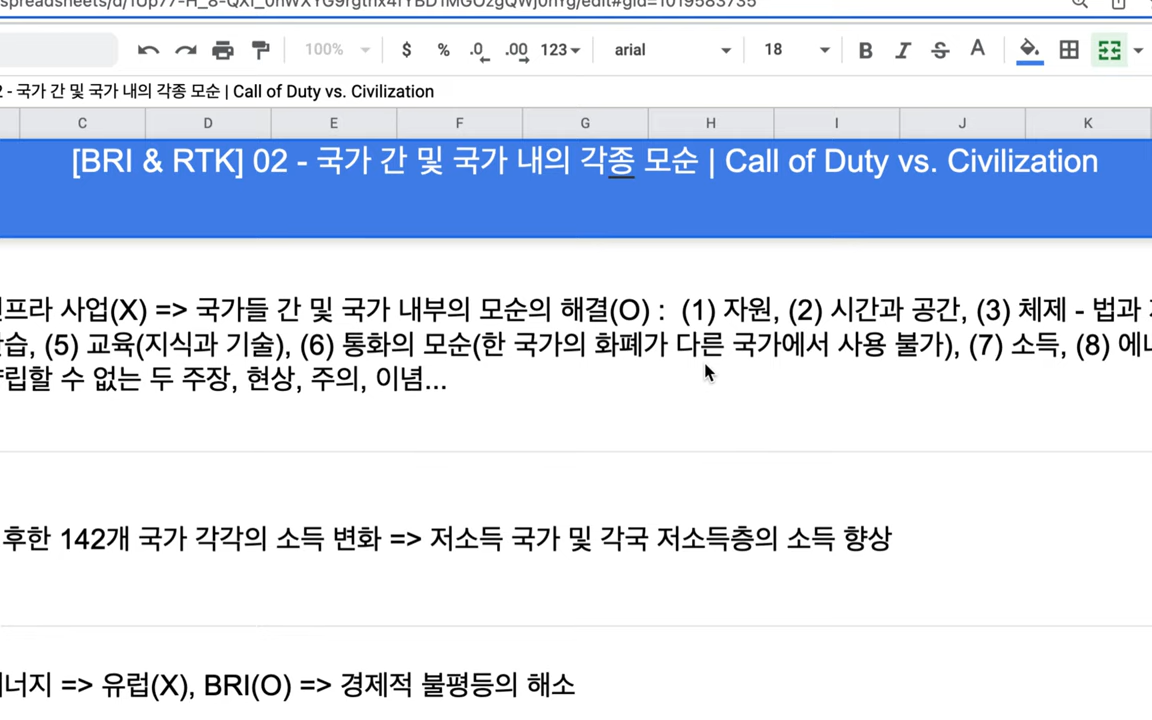 spreadsheets/d/
100% $ % .0 .00 123 arial 18 B I S A
- 국가 간 및 국가 내의 각종 모순 | Call of Duty vs. Civilization
C D E F G H I J K
[BRI & RTK] 02 - 국가 간 및 국가 내의 각종 모순 | Call of Duty vs. Civilization
프라 사업(X) => 국가들 간 및 국가 내부의 모순의 해결(O) : (1) 자원, (2) 시간과 공간, (3) 체제 - 법과
습, (5) 교육(지식과 기술), (6) 통화의 모순(한 국가의 화폐가 다른 국가에서 사용 불가), (7) 소득, (8) 에너
립할 수 없는 두 주장, 현상, 주의, 이념...
후한 142개 국가 각각의 소득 변화 => 저소득 국가 및 각국 저소득층의 소득 향상
너지 => 유럽(X), BRI(O) => 경제적 불평등의 해소